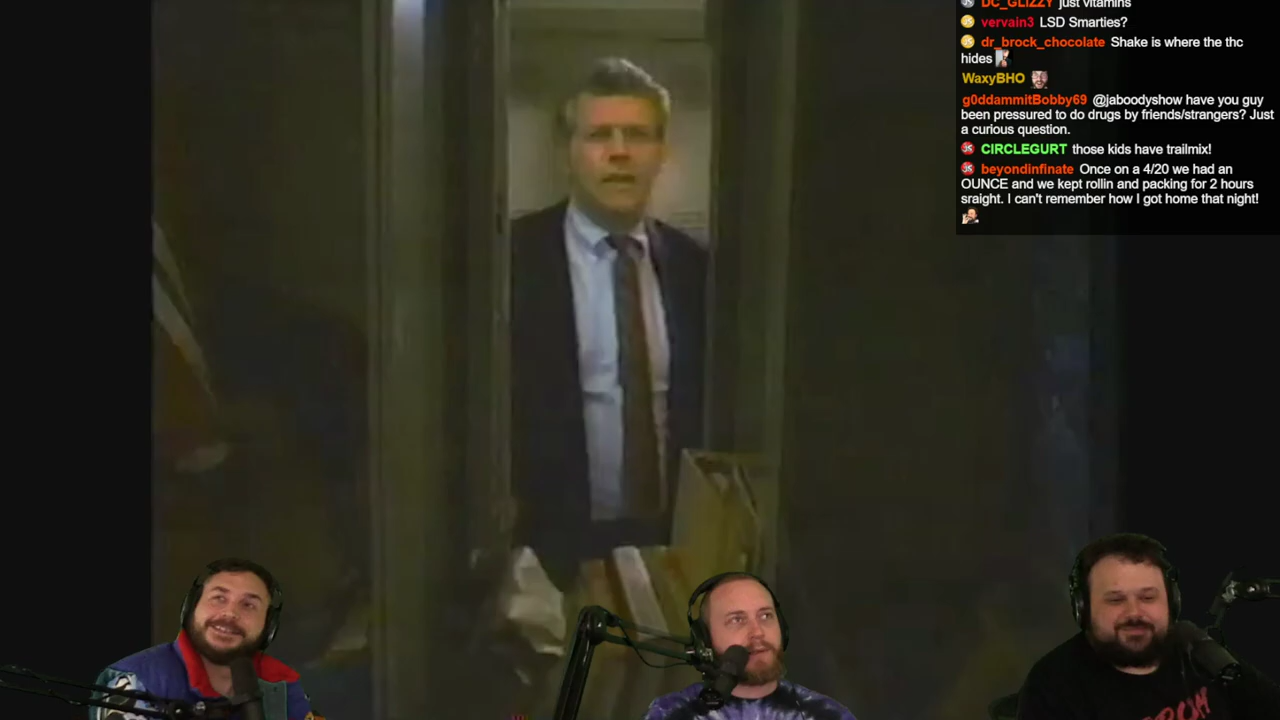 DC_GLIZZY just vitamins
vervain3 LSD Smarties?
dr_brock_chocolate Shake is where the thc
hides
WaxyBHO
g0ddammitBobby69 @jaboodyshow have you guy
been pressured to do drugs by friends/strangers? Just
a curious question.
CIRCLEGURT those kids have trailmix!
beyondinfinate Once on a 4/20 we had an
OUNCE and we kept rollin and packing for 2 hours
sraight. I can't remember how I got home that night!